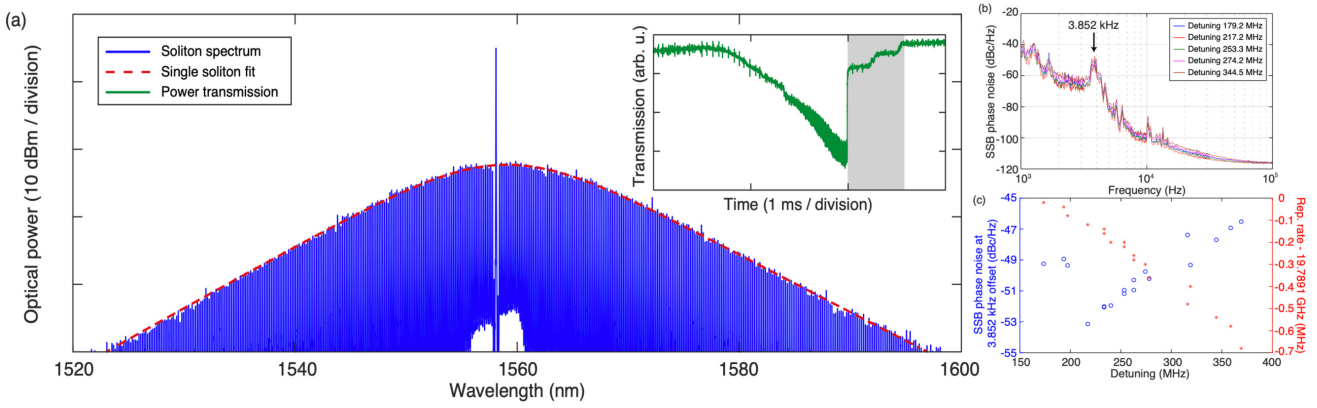 (a)
Optical power (10 dBm / division)
Soliton spectrum
Single soliton fit
Power transmission
Transmission (arb. u.)
Time (1 ms / division)
1520
1540
1560
1580
1600
Wavelength (nm)
(b)
SSB phase noise (dBc/Hz)
-20
-40
-60
-80
-100
-120
3.852 kHz
Detuning 179.2 MHz
Detuning 217.2 MHz
Detuning 253.3 MHz
Detuning 274.2 MHz
Detuning 344.5 MHz
10³
10⁴
10⁵
Frequency (Hz)
(c)
SSB phase noise at
3.852 kHz offset (dBc/Hz)
-45
-47
-49
-51
-53
-55
0
-0.1
-0.2
-0.3
-0.4
-0.5
-0.6
-0.7
Rep. rate - 19.7891 GHz (MHz)
150
200
250
300
350
400
Detuning (MHz)